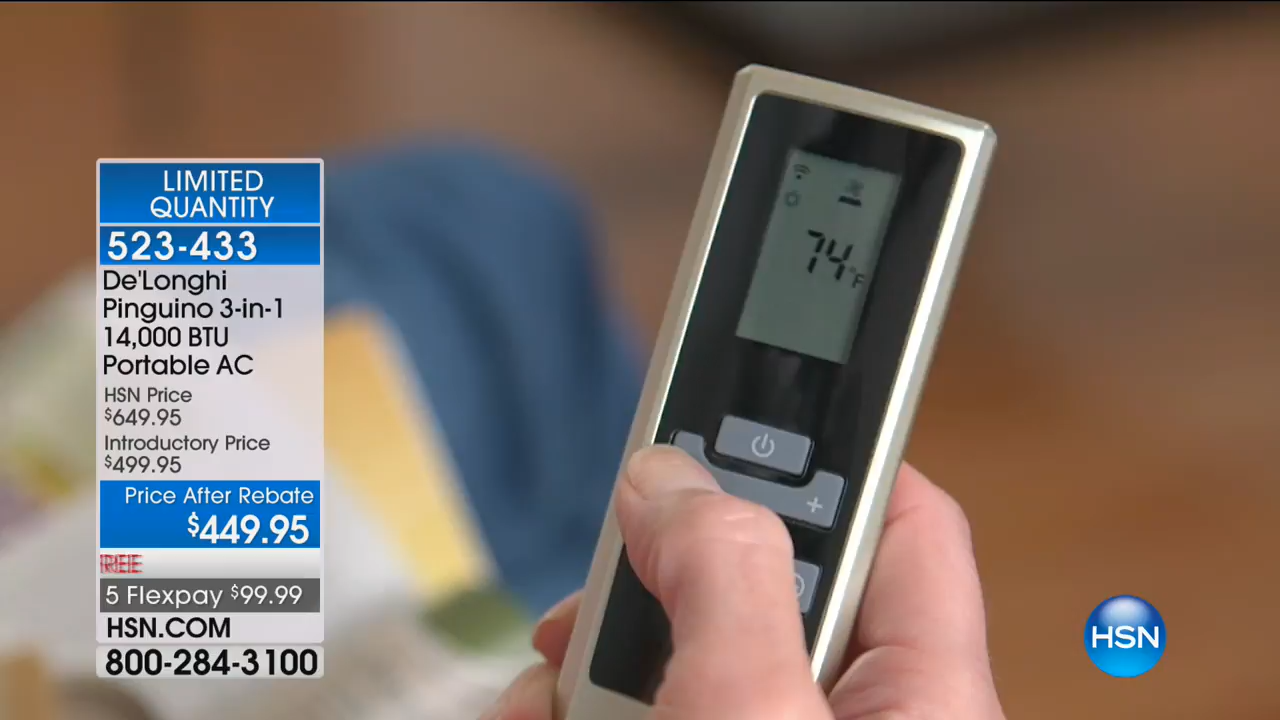 LIMITED
QUANTITY
523-433
De'Longhi
Pinguino 3-in-1
14,000 BTU
Portable AC
HSN Price
$649.95
Introductory Price
$499.95
Price After Rebate
$449.95
5 Flexpay $99.99
HSN.COM
800-284-3100
74°F
+
HSN